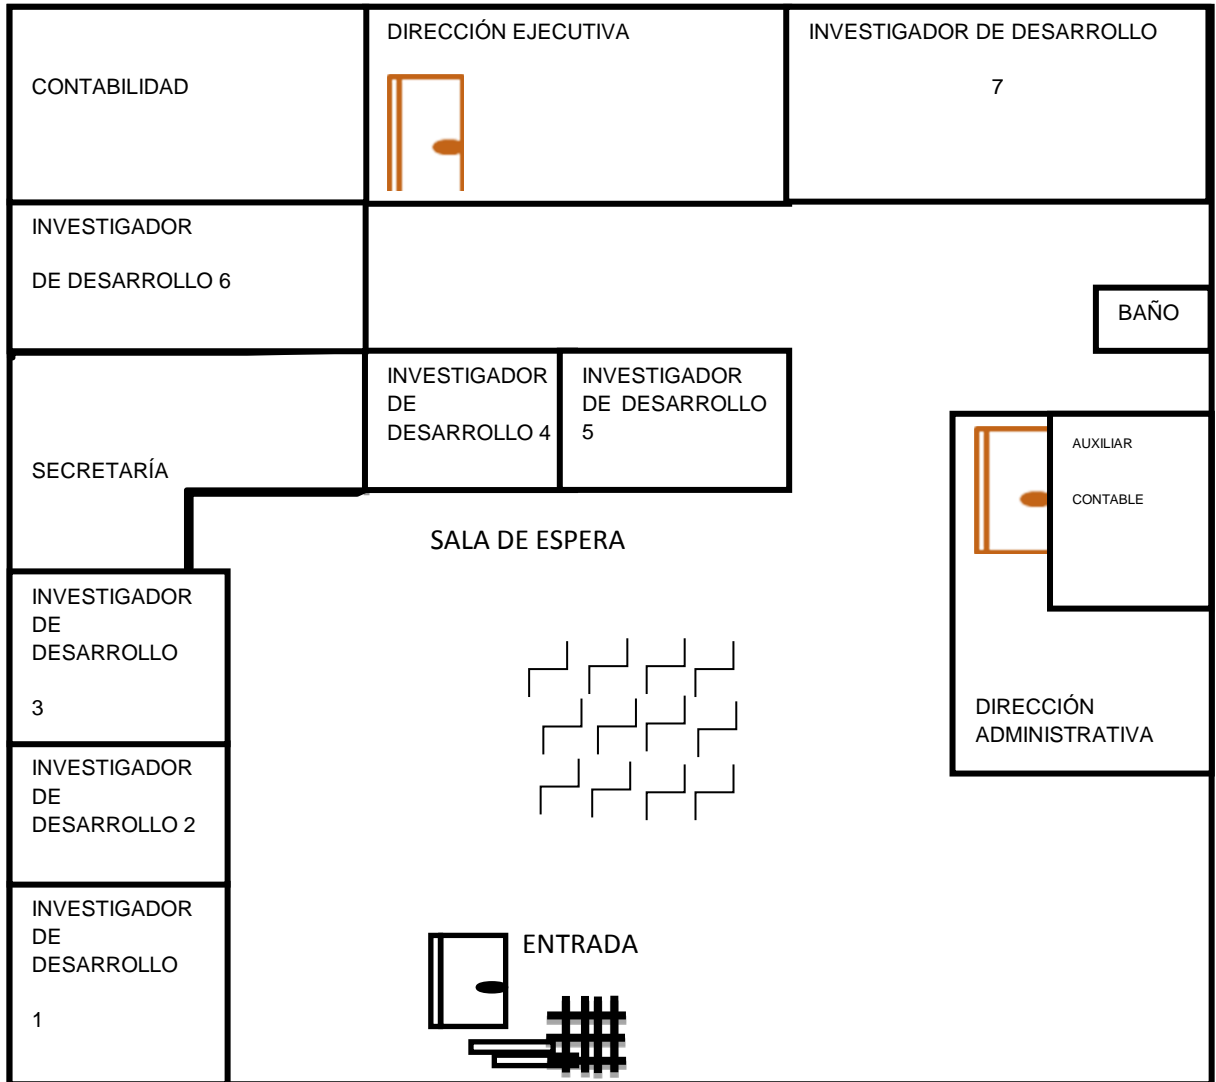 CONTABILIDAD
DIRECCIÓN EJECUTIVA
INVESTIGADOR DE DESARROLLO
7
INVESTIGADOR
DE DESARROLLO 6
BAÑO
SECRETARÍA
INVESTIGADOR
DE
DESARROLLO 4
INVESTIGADOR
DE DESARROLLO
5
AUXILIAR
CONTABLE
SALA DE ESPERA
INVESTIGADOR
DE
DESARROLLO
3
DIRECCIÓN
ADMINISTRATIVA
INVESTIGADOR
DE
DESARROLLO 2
INVESTIGADOR
DE
DESARROLLO
1
ENTRADA